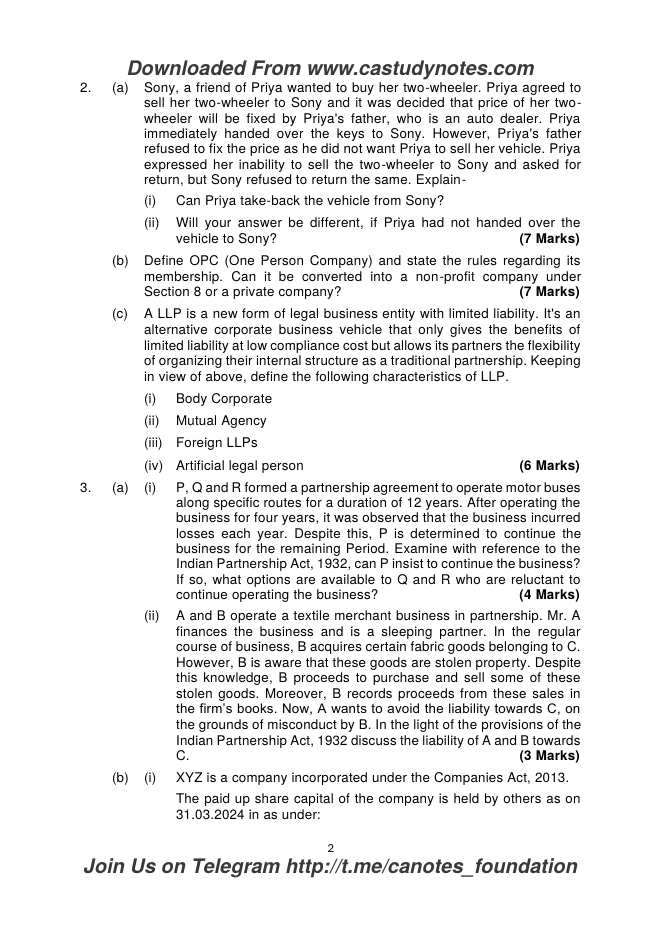 Downloaded From www.castudynotes.com
2. (a) Sony, a friend of Priya wanted to buy her two-wheeler. Priya agreed to
sell her two-wheeler to Sony and it was decided that price of her two-
wheeler will be fixed by Priya's father, who is an auto dealer. Priya
immediately handed over the keys to Sony. However, Priya's father
refused to fix the price as he did not want Priya to sell her vehicle. Priya
expressed her inability to sell the two-wheeler to Sony and asked for
return, but Sony refused to return the same. Explain-
(i) Can Priya take-back the vehicle from Sony?
(ii) Will your answer be different, if Priya had not handed over the
vehicle to Sony? (7 Marks)
(b) Define OPC (One Person Company) and state the rules regarding its
membership. Can it be converted into a non-profit company under
Section 8 or a private company? (7 Marks)
(c) A LLP is a new form of legal business entity with limited liability. It's an
alternative corporate business vehicle that only gives the benefits of
limited liability at low compliance cost but allows its partners the flexibility
of organizing their internal structure as a traditional partnership. Keeping
in view of above, define the following characteristics of LLP.
(i) Body Corporate
(ii) Mutual Agency
(iii) Foreign LLPs
(iv) Artificial legal person (6 Marks)
3. (a) (i) P, Q and R formed a partnership agreement to operate motor buses
along specific routes for a duration of 12 years. After operating the
business for four years, it was observed that the business incurred
losses each year. Despite this, P is determined to continue the
business for the remaining Period. Examine with reference to the
Indian Partnership Act, 1932, can P insist to continue the business?
If so, what options are available to Q and R who are reluctant to
continue operating the business? (4 Marks)
(ii) A and B operate a textile merchant business in partnership. Mr. A
finances the business and is a sleeping partner. In the regular
course of business, B acquires certain fabric goods belonging to C.
However, B is aware that these goods are stolen property. Despite
this knowledge, B proceeds to purchase and sell some of these
stolen goods. Moreover, B records proceeds from these sales in
the firm's books. Now, A wants to avoid the liability towards C, on
the grounds of misconduct by B. In the light of the provisions of the
Indian Partnership Act, 1932 discuss the liability of A and B towards
C. (3 Marks)
(b) (i) XYZ is a company incorporated under the Companies Act, 2013.
The paid up share capital of the company is held by others as on
31.03.2024 in as under:
2
Join Us on Telegram http://t.me/canotes_foundation